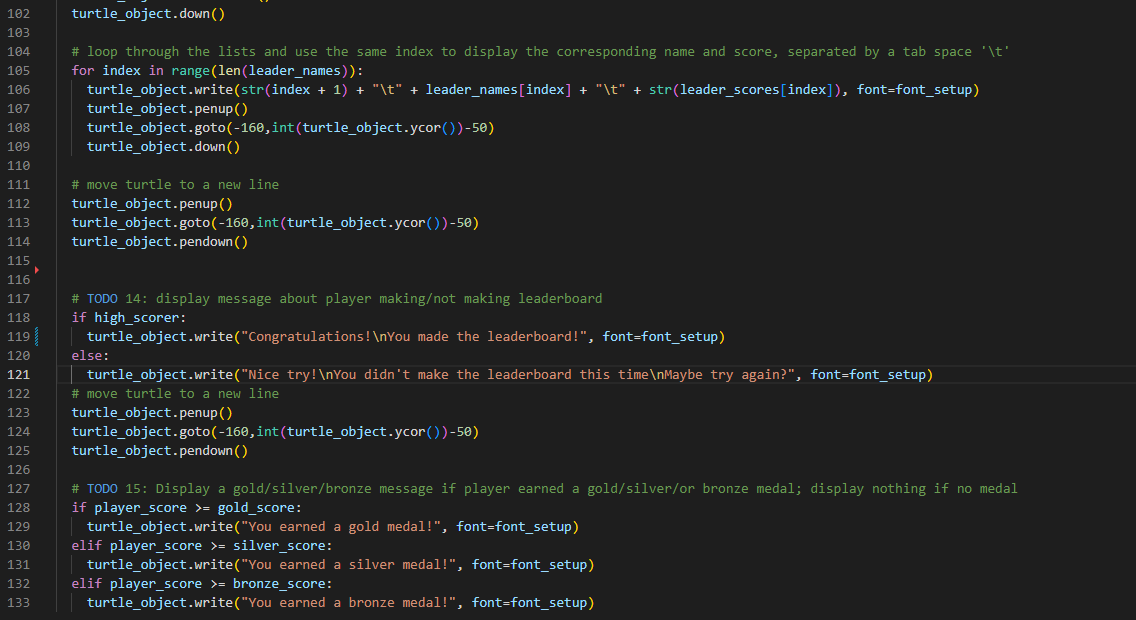 102 turtle_object.down()
103
104 # loop through the lists and use the same index to display the corresponding name and score, separated by a tab space '\t'
105 for index in range(len(leader_names)):
106 turtle_object.write(str(index + 1) + "\t" + leader_names[index] + "\t" + str(leader_scores[index]), font=font_setup)
107 turtle_object.penup()
108 turtle_object.goto(-160,int(turtle_object.ycor())-50)
109 turtle_object.down()
110
111 # move turtle to a new line
112 turtle_object.penup()
113 turtle_object.goto(-160,int(turtle_object.ycor())-50)
114 turtle_object.pendown()
115
116
117 # TODO 14: display message about player making/not making leaderboard
118 if high_scorer:
119 turtle_object.write("Congratulations!\nYou made the leaderboard!", font=font_setup)
120 else:
121 turtle_object.write("Nice try!\nYou didn't make the leaderboard this time\nMaybe try again?", font=font_setup)
122 # move turtle to a new line
123 turtle_object.penup()
124 turtle_object.goto(-160,int(turtle_object.ycor())-50)
125 turtle_object.pendown()
126
127 # TODO 15: Display a gold/silver/bronze message if player earned a gold/silver/or bronze medal; display nothing if no medal
128 if player_score >= gold_score:
129 turtle_object.write("You earned a gold medal!", font=font_setup)
130 elif player_score >= silver_score:
131 turtle_object.write("You earned a silver medal!", font=font_setup)
132 elif player_score >= bronze_score:
133 turtle_object.write("You earned a bronze medal!", font=font_setup)